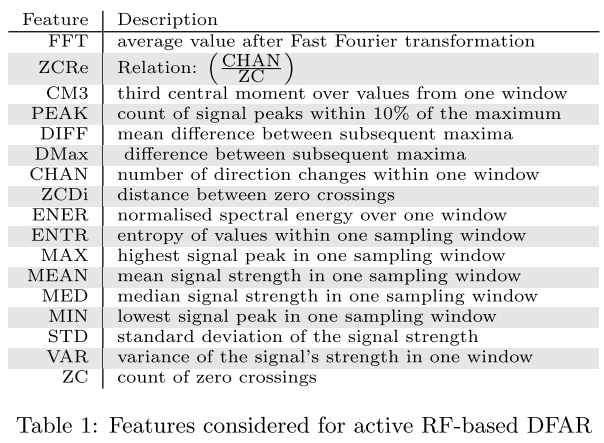 Feature Description
FFT average value after Fast Fourier transformation
ZCRe Relation: (CHAN/ZC)
CM3 third central moment over values from one window
PEAK count of signal peaks within 10% of the maximum
DIFF mean difference between subsequent maxima
DMax difference between subsequent maxima
CHAN number of direction changes within one window
ZCDi distance between zero crossings
ENER normalised spectral energy over one window
ENTR entropy of values within one sampling window
MAX highest signal peak in one sampling window
MEAN mean signal strength in one sampling window
MED median signal strength in one sampling window
MIN lowest signal peak in one sampling window
STD standard deviation of the signal strength
VAR variance of the signal's strength in one window
ZC count of zero crossings
Table 1: Features considered for active RF-based DFAR